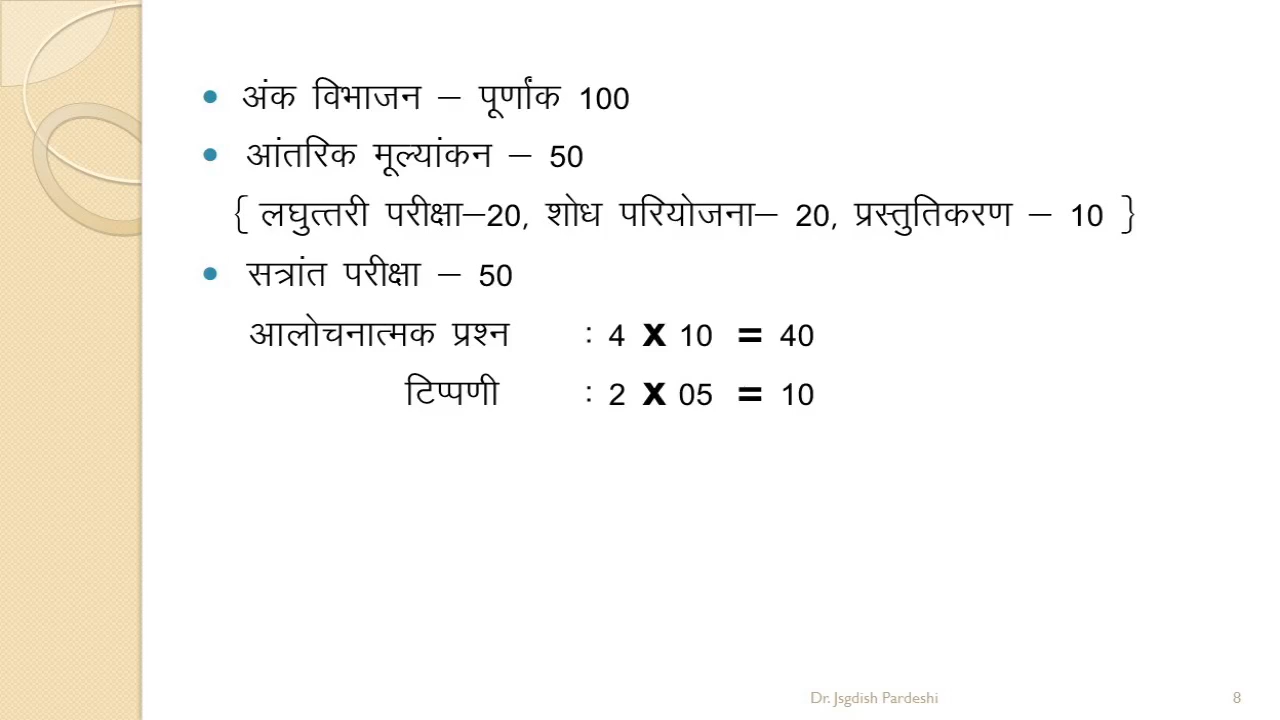 • अंक विभाजन – पूर्णांक 100
• आंतरिक मूल्यांकन – 50
{ लघुत्तरी परीक्षा–20, शोध परियोजना– 20, प्रस्तुतिकरण – 10 }
• सत्रांत परीक्षा – 50
आलोचनात्मक प्रश्न : 4 x 10 = 40
टिप्पणी : 2 x 05 = 10
Dr. Jsgdish Pardeshi 8